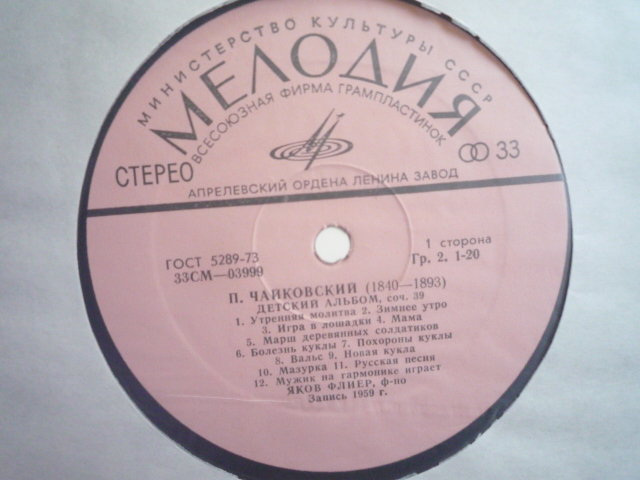 МИНИСТЕРСТВО КУЛЬТУРЫ СССР
МЕЛОДИЯ
ВСЕСОЮЗНАЯ ФИРМА ГРАМПЛАСТИНОК
СТЕРЕО
33
АПРЕЛЕВСКИЙ ОРДЕНА ЛЕНИНА ЗАВОД
ГОСТ 5289-73
1 сторона
33СМ—03999
Гр. 2. 1-20
П. ЧАЙКОВСКИЙ (1840—1893)
ДЕТСКИЙ АЛЬБОМ, соч. 39
1. Утренняя молитва 2. Зимнее утро
3. Игра в лошадки 4. Мама
5. Марш деревянных солдатиков
6. Болезнь куклы 7. Похороны куклы
8. Вальс 9. Новая кукла
10. Мазурка 11. Русская песня
12. Мужик на гармонике играет
ЯКОВ ФЛИЕР, ф-но
Запись 1959 г.